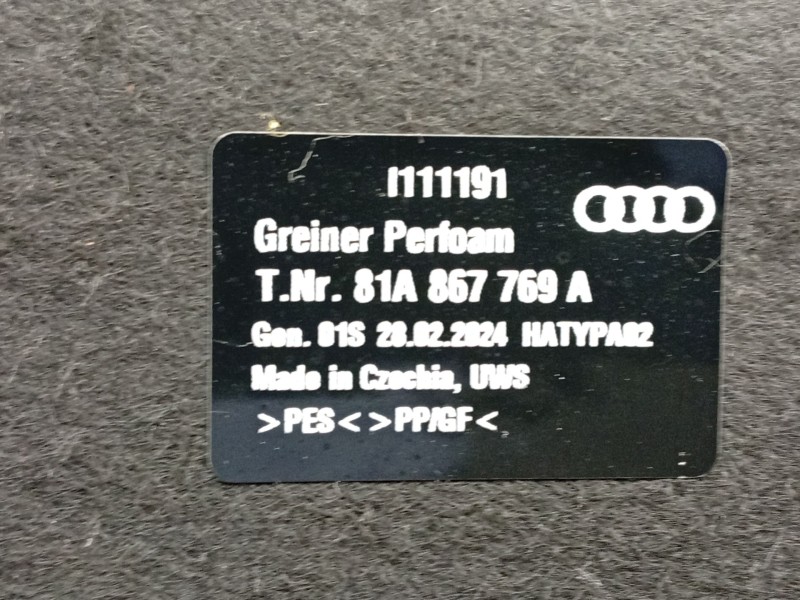 I111191
Greiner Perfoam
T.Nr. 81A 867 769 A
Gen. 01S 28.02.2024 HATYPA02
Made in Czechia, UWS
>PES< >PP/GF<